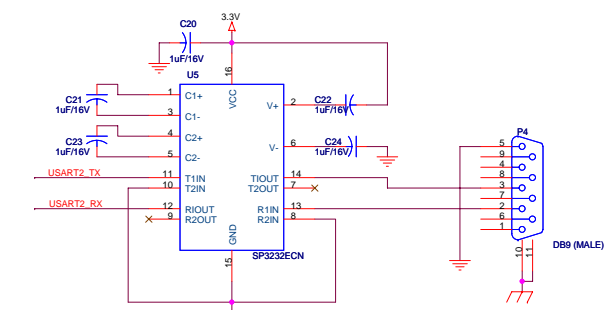 3.3V
C20
1uF/16V
U5
16
VCC
C21
1uF/16V
1 C1+
3 C1-
V+ 2
C22
1uF/16V
C23
1uF/16V
4 C2+
5 C2-
V- 6
C24
1uF/16V
USART2_TX
11 T1IN
10 T2IN
TIOUT 14
T2OUT 7
USART2_RX
12 RIOUT
9 R2OUT
R1IN 13
R2IN 8
GND
15
SP3232ECN
P4
5
9
4
8
3
7
2
6
1
10
11
DB9 (MALE)